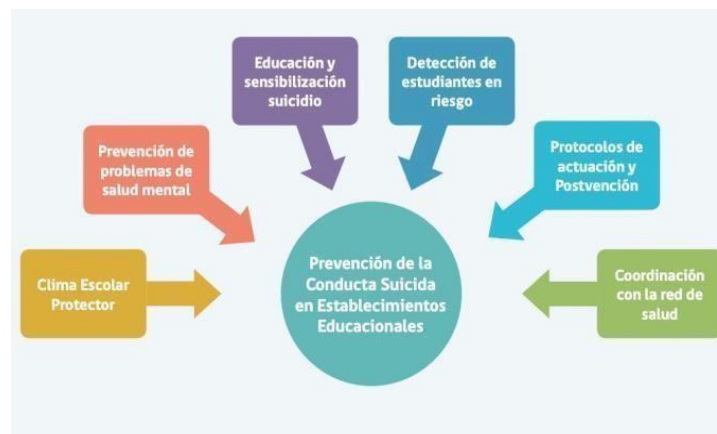 Educación y
sensibilización
suicidio
Detección de
estudiantes en
riesgo
Prevención de
problemas de
salud mental
Protocolos de
actuación y
Postvención
Clima Escolar
Protector
Prevención de la
Conducta Suicida
en Establecimientos
Educacionales
Coordinación
con la red de
salud